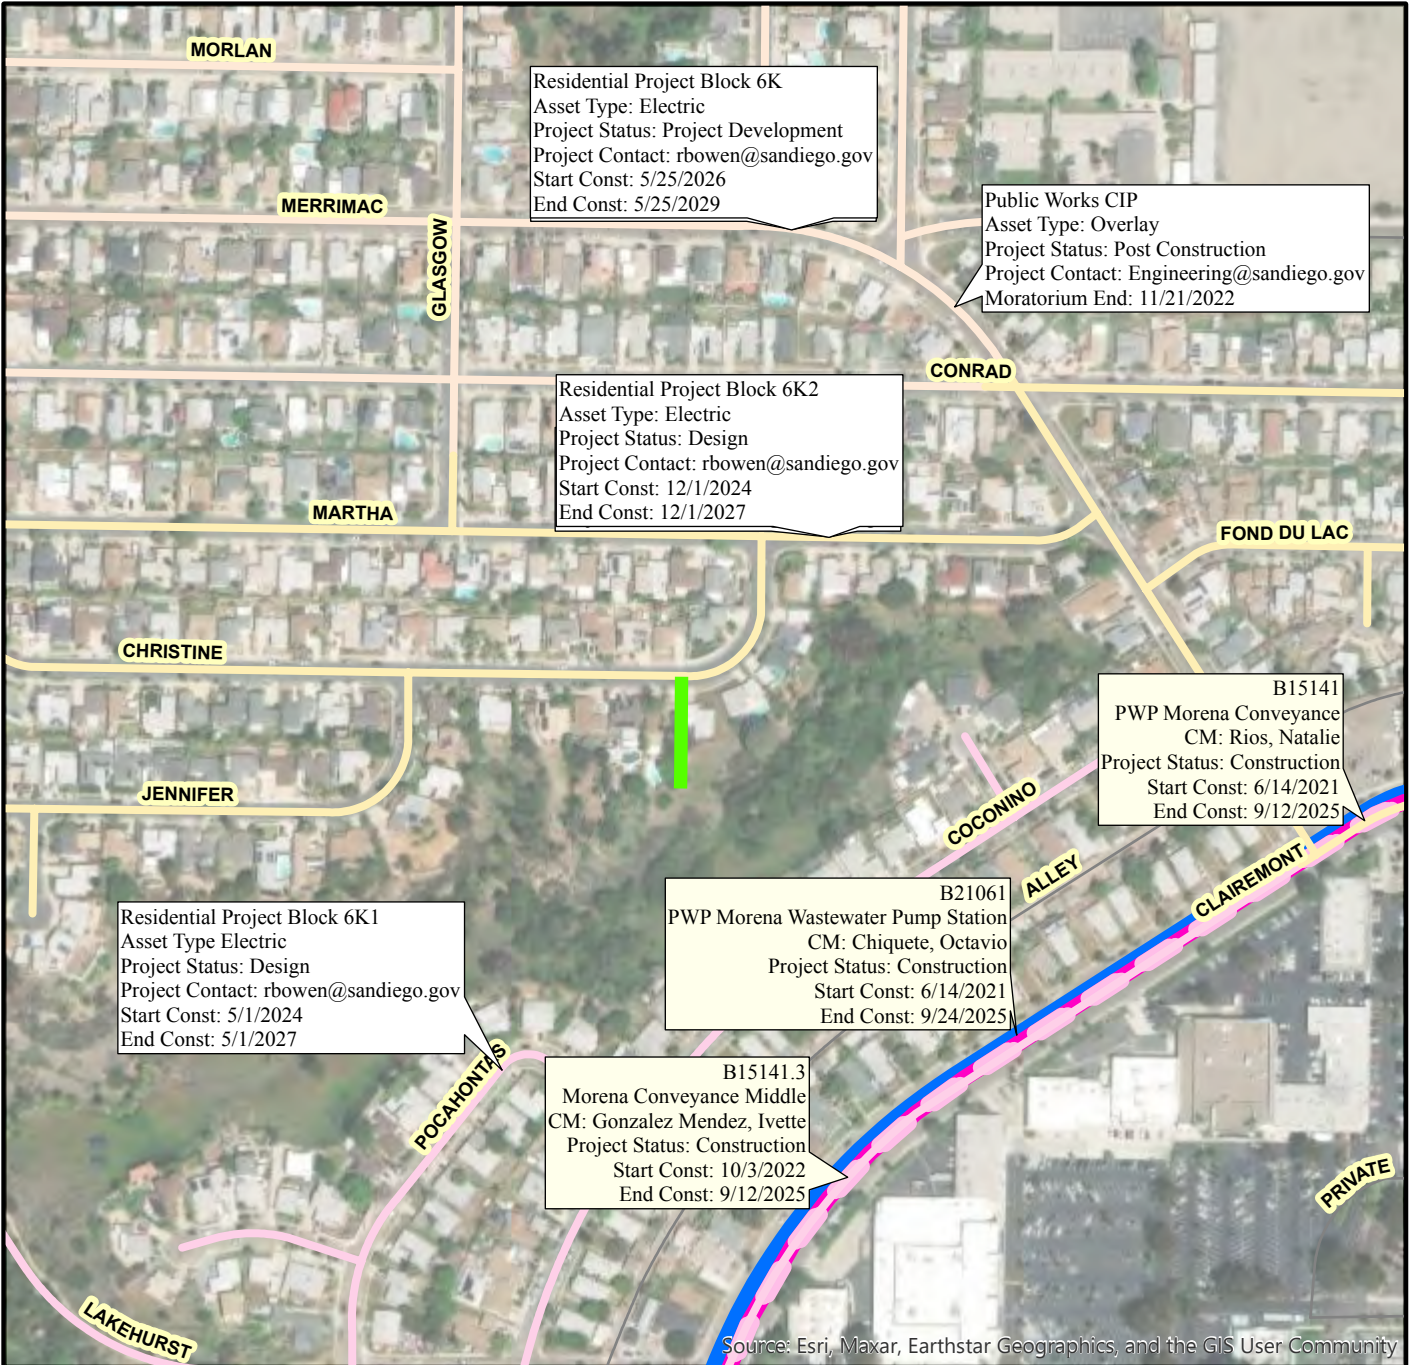 MORLAN
Residential Project Block 6K
Asset Type: Electric
Project Status: Project Development
Project Contact: rbowen@sandiego.gov
Start Const: 5/25/2026
End Const: 5/25/2029
MERRIMAC
GLASGOW
Public Works CIP
Asset Type: Overlay
Project Status: Post Construction
Project Contact: Engineering@sandiego.gov
Moratorium End: 11/21/2022
CONRAD
Residential Project Block 6K2
Asset Type: Electric
Project Status: Design
Project Contact: rbowen@sandiego.gov
Start Const: 12/1/2024
End Const: 12/1/2027
MARTHA
FOND DU LAC
CHRISTINE
B15141
PWP Morena Conveyance
CM: Rios, Natalie
Project Status: Construction
Start Const: 6/14/2021
End Const: 9/12/2025
JENNIFER
COCONINO
ALLEY
CLAIREMONT
B21061
PWP Morena Wastewater Pump Station
CM: Chiquete, Octavio
Project Status: Construction
Start Const: 6/14/2021
End Const: 9/24/2025
Residential Project Block 6K1
Asset Type Electric
Project Status: Design
Project Contact: rbowen@sandiego.gov
Start Const: 5/1/2024
End Const: 5/1/2027
POCAHONTAS
B15141.3
Morena Conveyance Middle
CM: Gonzalez Mendez, Ivette
Project Status: Construction
Start Const: 10/3/2022
End Const: 9/12/2025
PRIVATE
LAKEHURST
Source: Esri, Maxar, Earthstar Geographics, and the GIS User Community